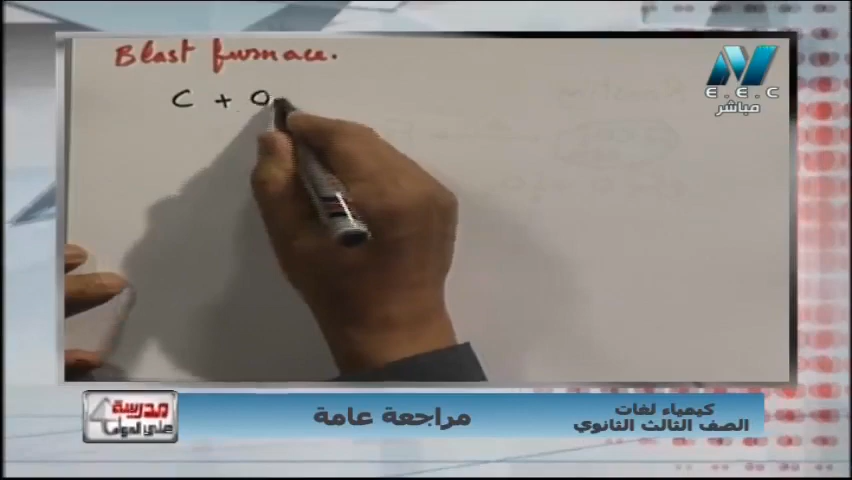 Blast furnace.
C + O
E.E.C
مباشر
مدرسة
على الهواء
مراجعة عامة
كيمياء لغات
الصف الثالث الثانوي